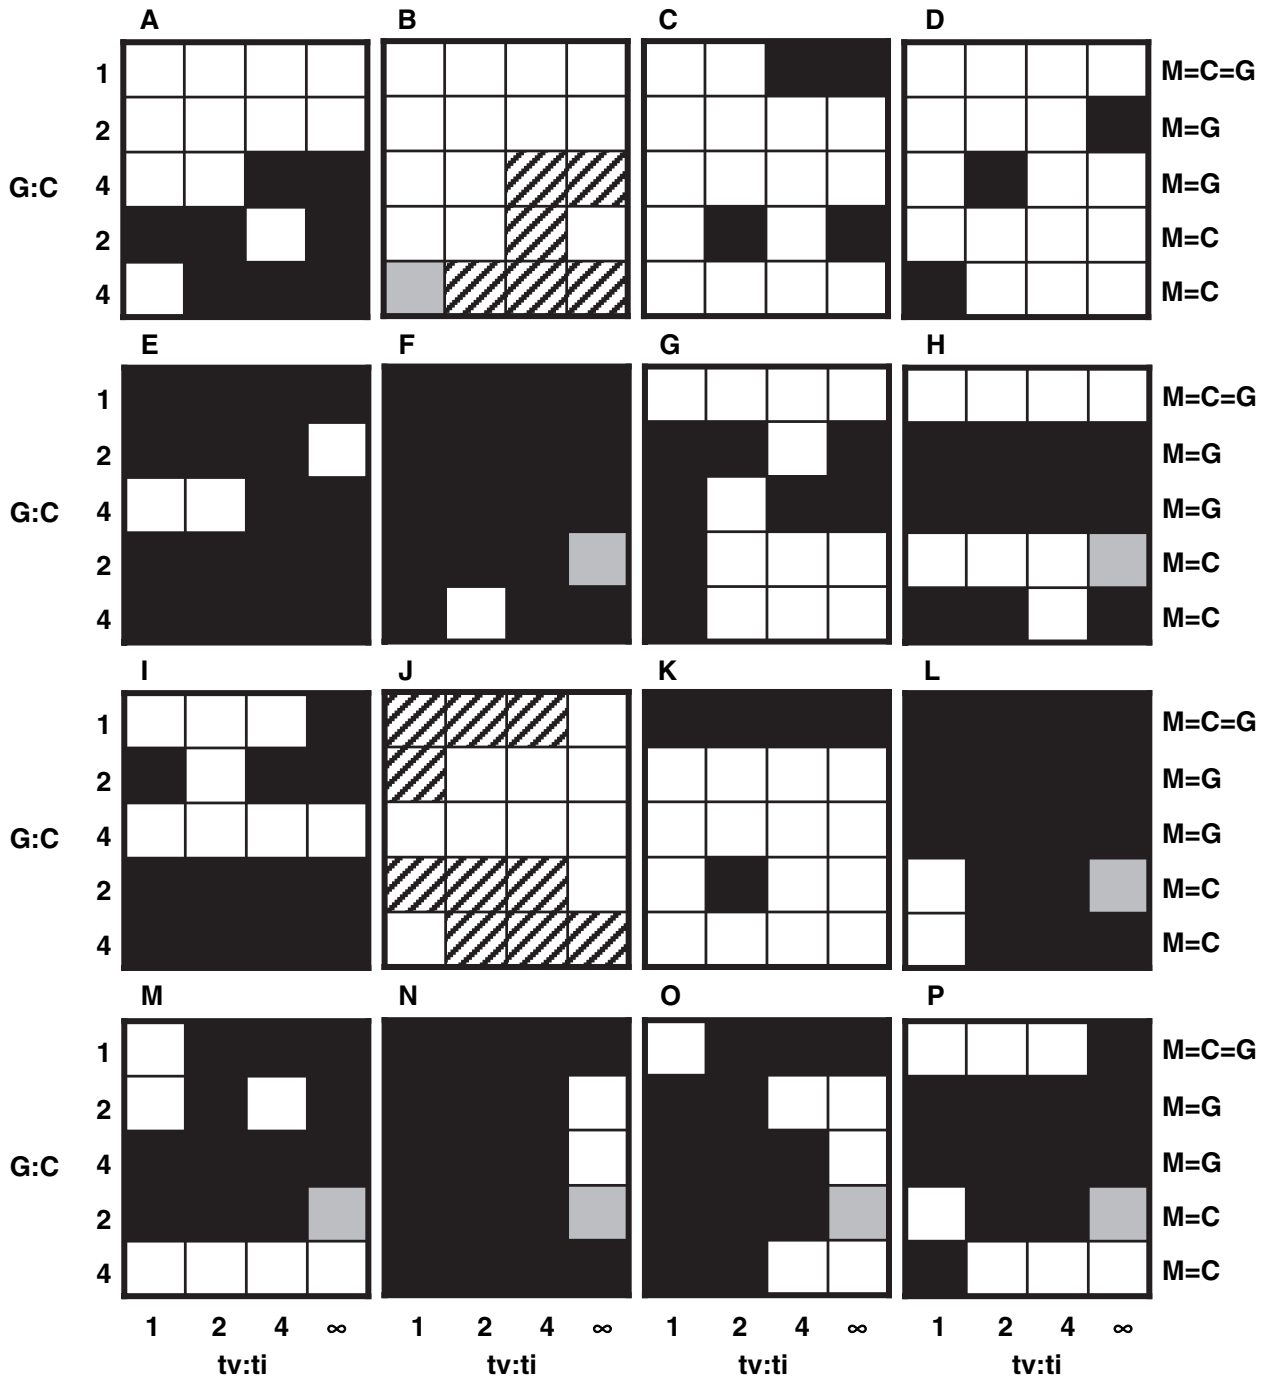 A B C D
1 M=C=G
2 M=G
G:C 4 M=G
2 M=C
4 M=C
E F G H
1 M=C=G
2 M=G
G:C 4 M=G
2 M=C
4 M=C
I J K L
1 M=C=G
2 M=G
G:C 4 M=G
2 M=C
4 M=C
M N O P
1 M=C=G
2 M=G
G:C 4 M=G
2 M=C
4 M=C
1 2 4 ∞ 1 2 4 ∞ 1 2 4 ∞ 1 2 4 ∞
tv:ti tv:ti tv:ti tv:ti